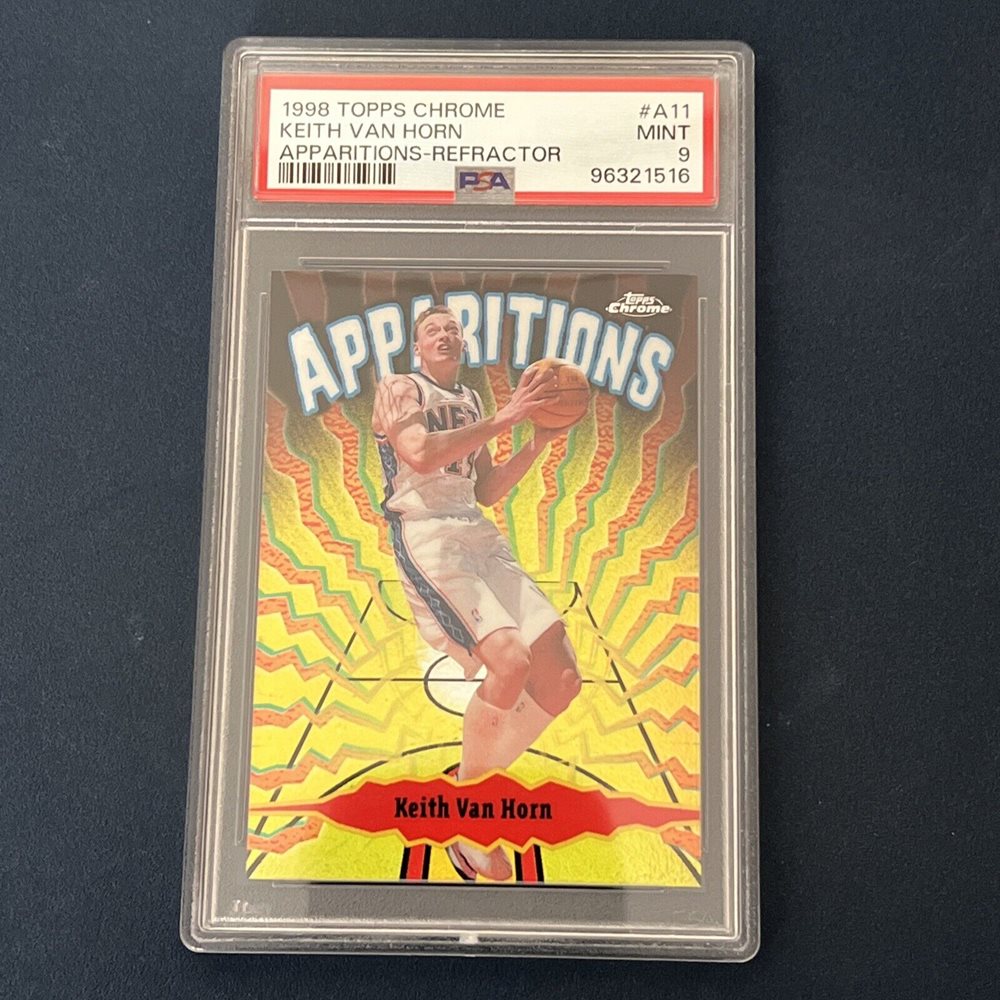 1998 TOPPS CHROME #A11
KEITH VAN HORN MINT
APPARITIONS-REFRACTOR 9
PSA 96321516
Topps Chrome
APPARITIONS
NET
Keith Van Horn